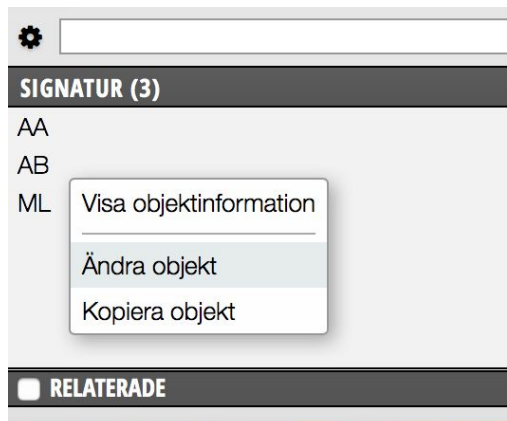 SIGNATUR (3)
AA
AB
ML
Visa objektinformation
Ändra objekt
Kopiera objekt
RELATERADE